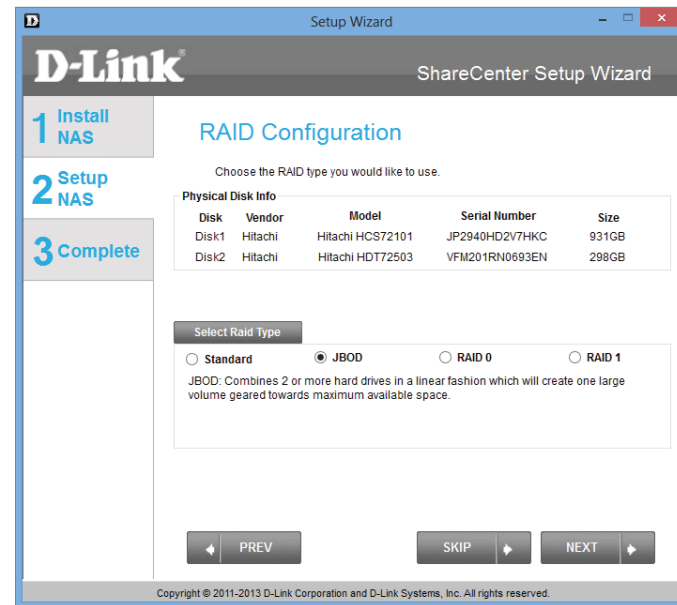 Setup Wizard
D-Link®
ShareCenter Setup Wizard
1 Install NAS
2 Setup NAS
3 Complete
RAID Configuration
Choose the RAID type you would like to use.
Physical Disk Info
Disk Vendor Model Serial Number Size
Disk1 Hitachi Hitachi HCS72101 JP2940HD2V7HKC 931GB
Disk2 Hitachi Hitachi HDT72503 VFM201RN0693EN 298GB
Select Raid Type
Standard JBOD RAID 0 RAID 1
JBOD: Combines 2 or more hard drives in a linear fashion which will create one large
volume geared towards maximum available space.
PREV SKIP NEXT
Copyright © 2011-2013 D-Link Corporation and D-Link Systems, Inc. All rights reserved.